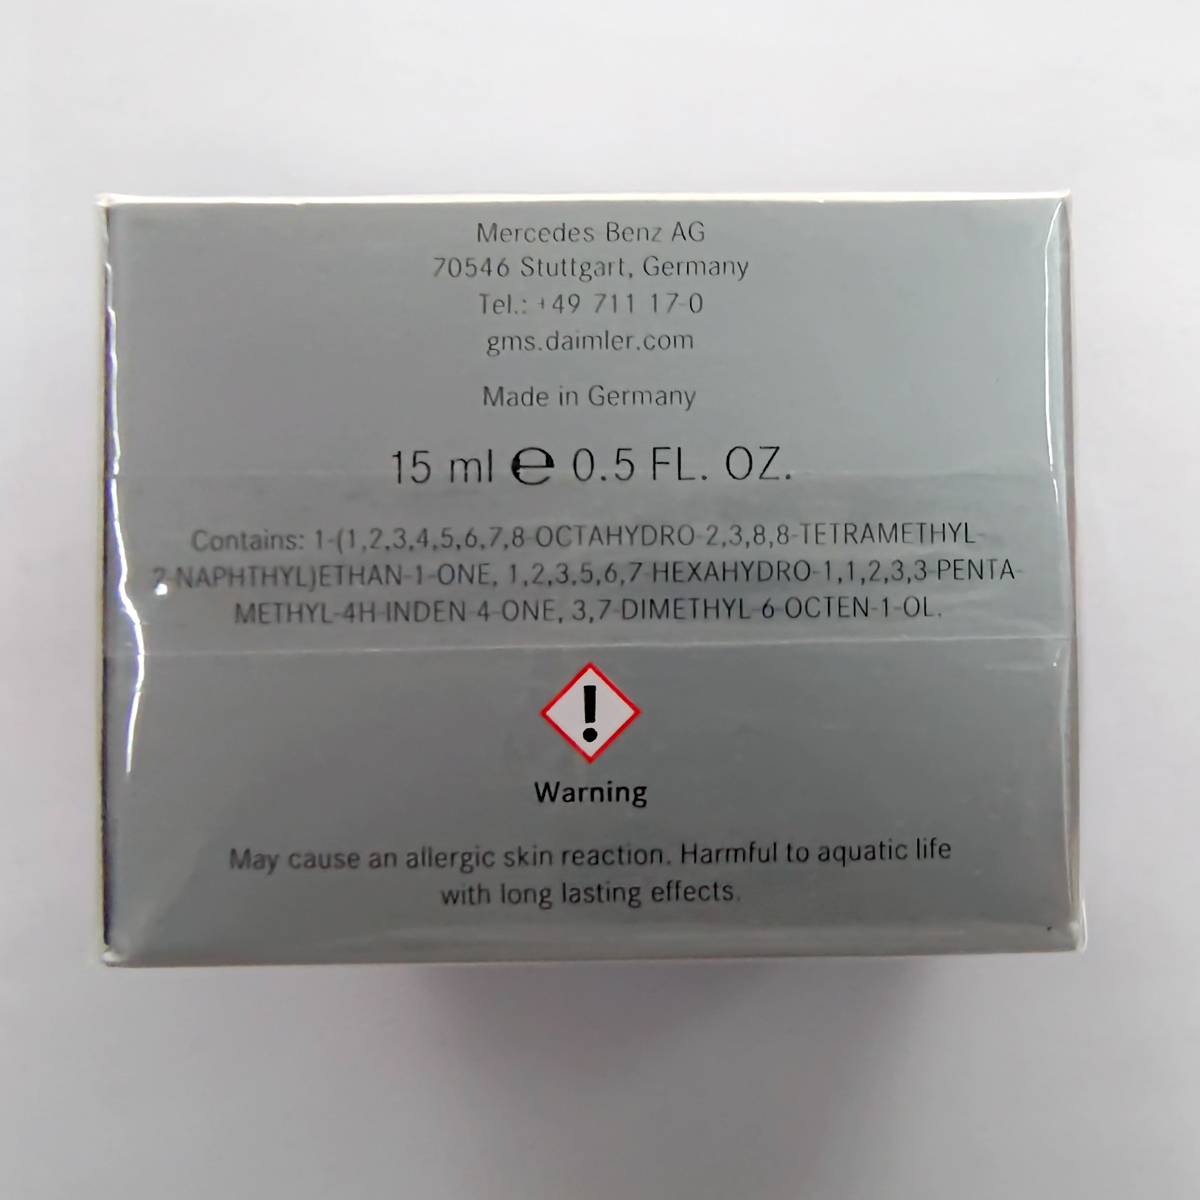 Mercedes-Benz AG
70546 Stuttgart, Germany
Tel.: +49 711 17-0
gms.daimler.com
Made in Germany
15 ml ℮ 0.5 FL. OZ.
Contains: 1-(1,2,3,4,5,6,7,8-OCTAHYDRO-2,3,8,8-TETRAMETHYL-
2-NAPHTHYL)ETHAN-1-ONE, 1,2,3,5,6,7-HEXAHYDRO-1,1,2,3,3-PENTA-
METHYL-4H-INDEN-4-ONE, 3,7-DIMETHYL-6-OCTEN-1-OL.
Warning
May cause an allergic skin reaction. Harmful to aquatic life
with long lasting effects.